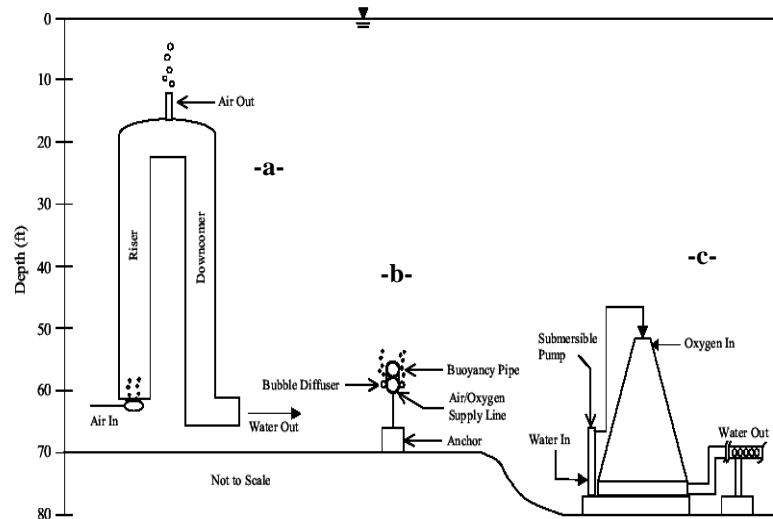 0
10
20
30
40
50
60
70
80
Depth (ft)
Air Out
-a-
Riser
Downcomer
Air In
Water Out
-b-
Bubble Diffuser
Buoyancy Pipe
Air/Oxygen
Supply Line
Anchor
Not to Scale
-c-
Submersible
Pump
Oxygen In
Water In
Water Out